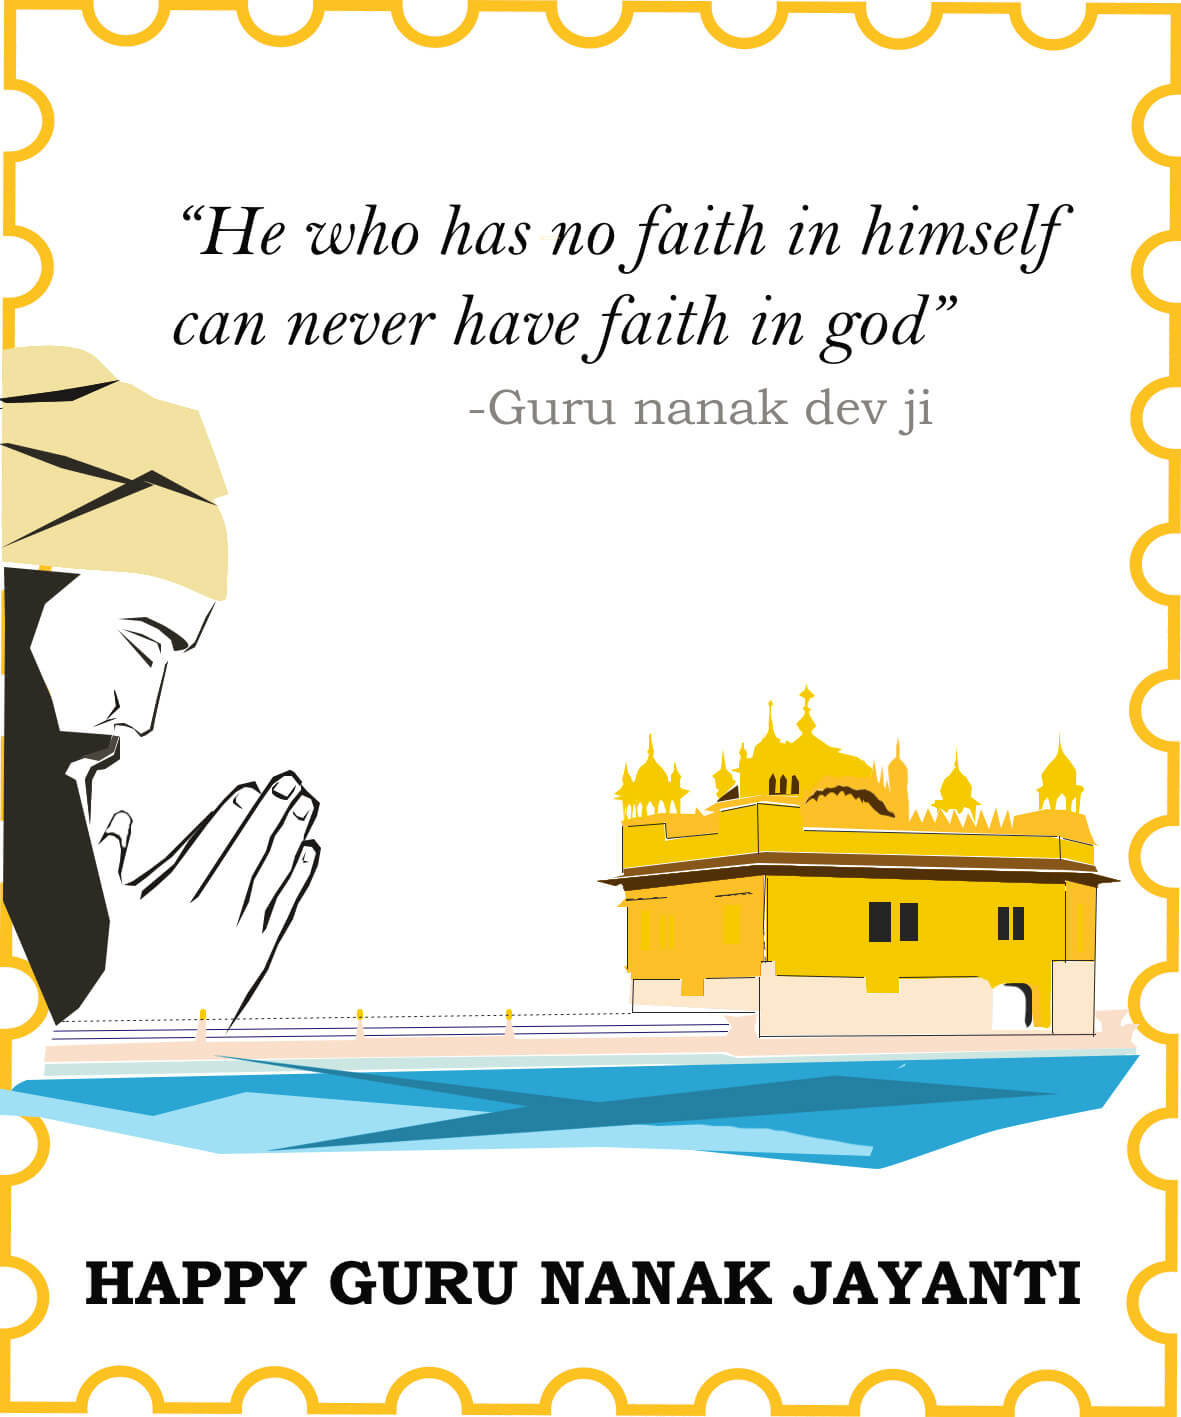 “He who has no faith in himself
can never have faith in god”
-Guru nanak dev ji
HAPPY GURU NANAK JAYANTI